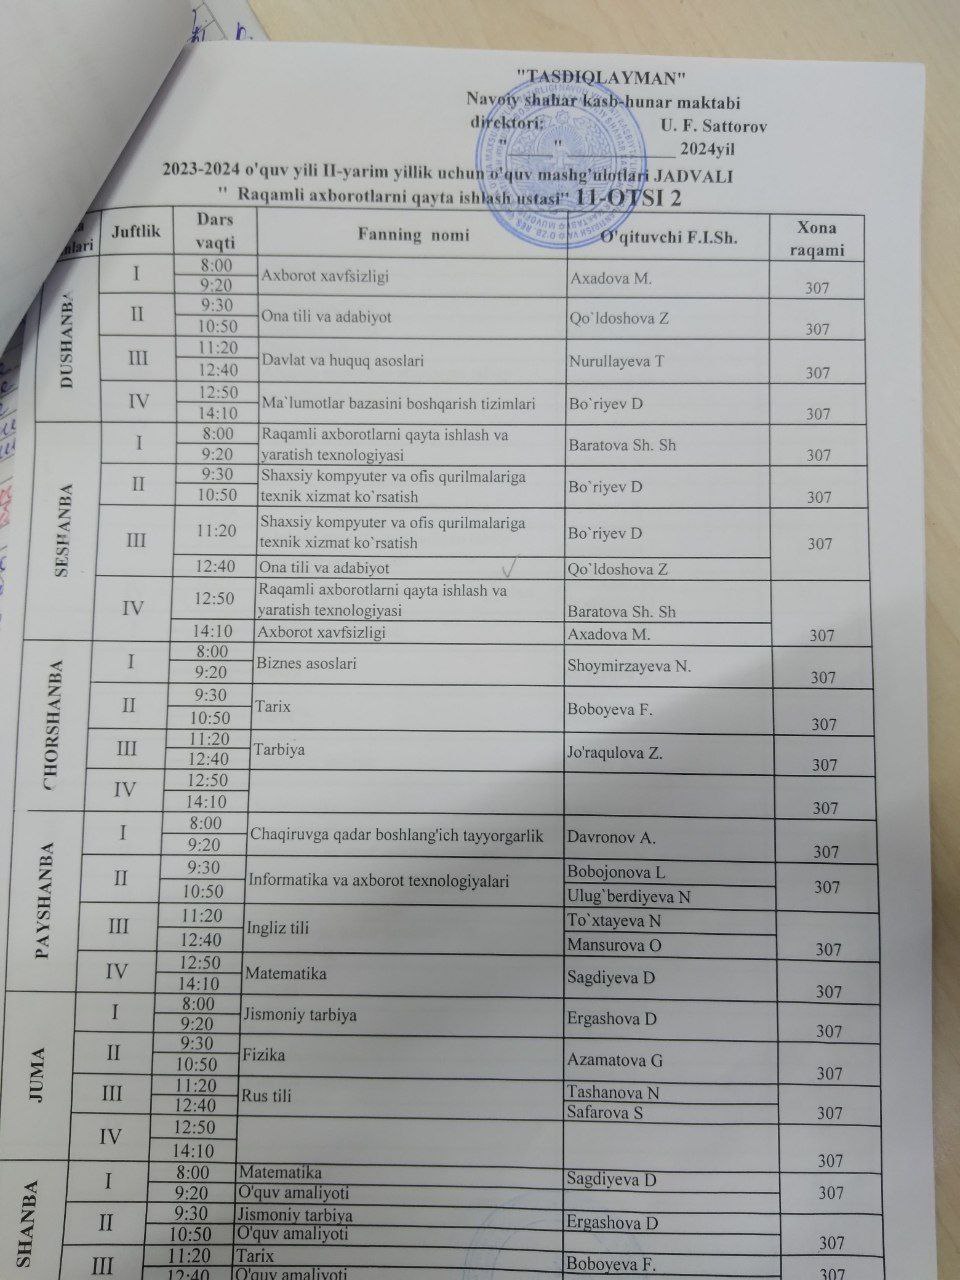 "TASDIQLAYMAN"
Navoiy shahar kasb-hunar maktabi
direktori: U. F. Sattorov
"____"______________ 2024yil
2023-2024 o'quv yili II-yarim yillik uchun o'quv mashg'ulotlari JADVALI
" Raqamli axborotlarni qayta ishlash ustasi" 11-OTSI 2
Juftlik Dars vaqti Fanning nomi O'qituvchi F.I.Sh. Xona raqami
DUSHANBA
I 8:00 Axborot xavfsizligi Axadova M. 307
9:20
II 9:30 Ona tili va adabiyot Qo`ldoshova Z 307
10:50
III 11:20 Davlat va huquq asoslari Nurullayeva T 307
12:40
IV 12:50 Ma`lumotlar bazasini boshqarish tizimlari Bo`riyev D 307
14:10
SESHANBA
I 8:00 Raqamli axborotlarni qayta ishlash va Baratova Sh. Sh 307
9:20 yaratish texnologiyasi
II 9:30 Shaxsiy kompyuter va ofis qurilmalariga Bo`riyev D 307
10:50 texnik xizmat ko`rsatish
III 11:20 Shaxsiy kompyuter va ofis qurilmalariga Bo`riyev D 307
texnik xizmat ko`rsatish
12:40 Ona tili va adabiyot Qo`ldoshova Z
IV 12:50 Raqamli axborotlarni qayta ishlash va
yaratish texnologiyasi Baratova Sh. Sh
14:10 Axborot xavfsizligi Axadova M. 307
CHORSHANBA
I 8:00 Biznes asoslari Shoymirzayeva N. 307
9:20
II 9:30 Tarix Boboyeva F. 307
10:50
III 11:20 Tarbiya Jo'raqulova Z. 307
12:40
IV 12:50 307
14:10
PAYSHANBA
I 8:00 Chaqiruvga qadar boshlang'ich tayyorgarlik Davronov A. 307
9:20
II 9:30 Informatika va axborot texnologiyalari Bobojonova L 307
10:50 Ulug`berdiyeva N
III 11:20 Ingliz tili To`xtayeva N 307
12:40 Mansurova O
IV 12:50 Matematika Sagdiyeva D 307
14:10
JUMA
I 8:00 Jismoniy tarbiya Ergashova D 307
9:20
II 9:30 Fizika Azamatova G 307
10:50
III 11:20 Rus tili Tashanova N 307
12:40 Safarova S
IV 12:50 307
14:10
SHANBA
I 8:00 Matematika Sagdiyeva D 307
9:20 O'quv amaliyoti
II 9:30 Jismoniy tarbiya Ergashova D 307
10:50 O'quv amaliyoti
III 11:20 Tarix Boboyeva F. 307
12:40 O'quv amaliyoti